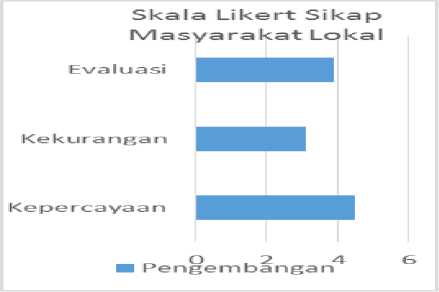 Skala Likert Sikap
Masyarakat Lokal
Evaluasi
Kekurangan
Kepercayaan
0 2 4 6
Pengembangan